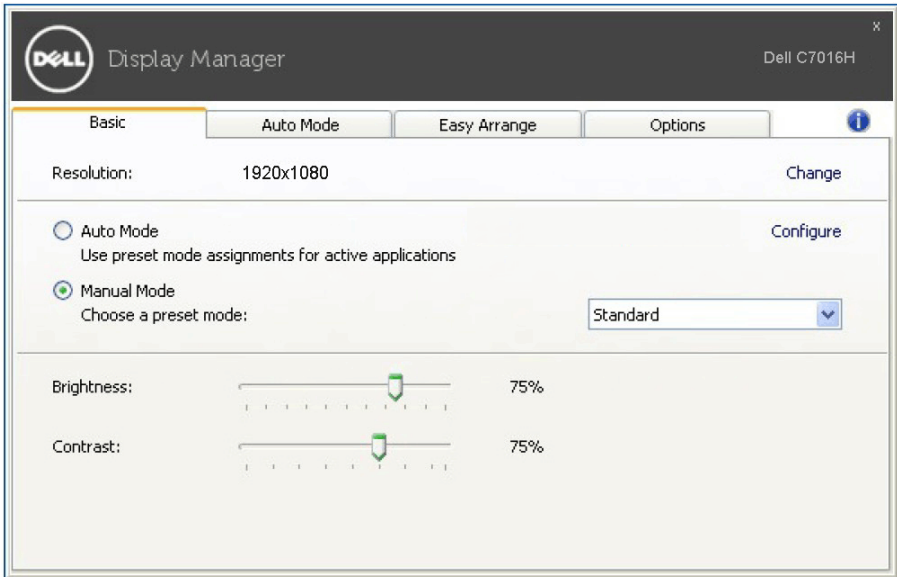 x
DELL Display Manager Dell C7016H
Basic Auto Mode Easy Arrange Options i
Resolution: 1920x1080 Change
Auto Mode Configure
Use preset mode assignments for active applications
Manual Mode
Choose a preset mode: Standard
Brightness: 75%
Contrast: 75%